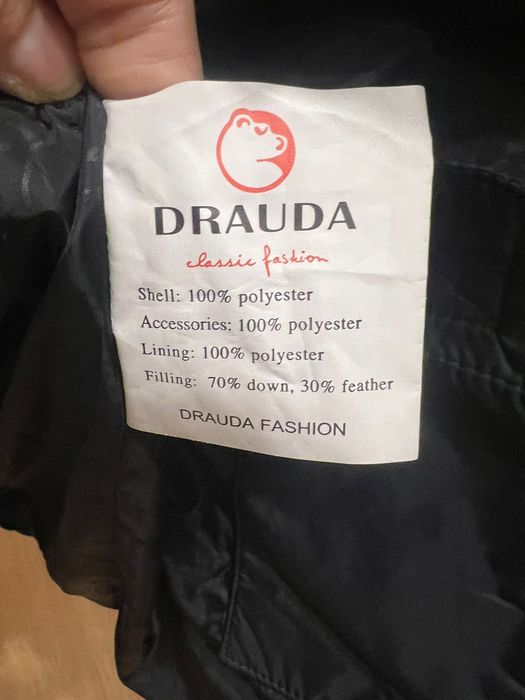 DRAUDA
classic fashion
Shell: 100% polyester
Accessories: 100% polyester
Lining: 100% polyester
Filling: 70% down, 30% feather
DRAUDA FASHION